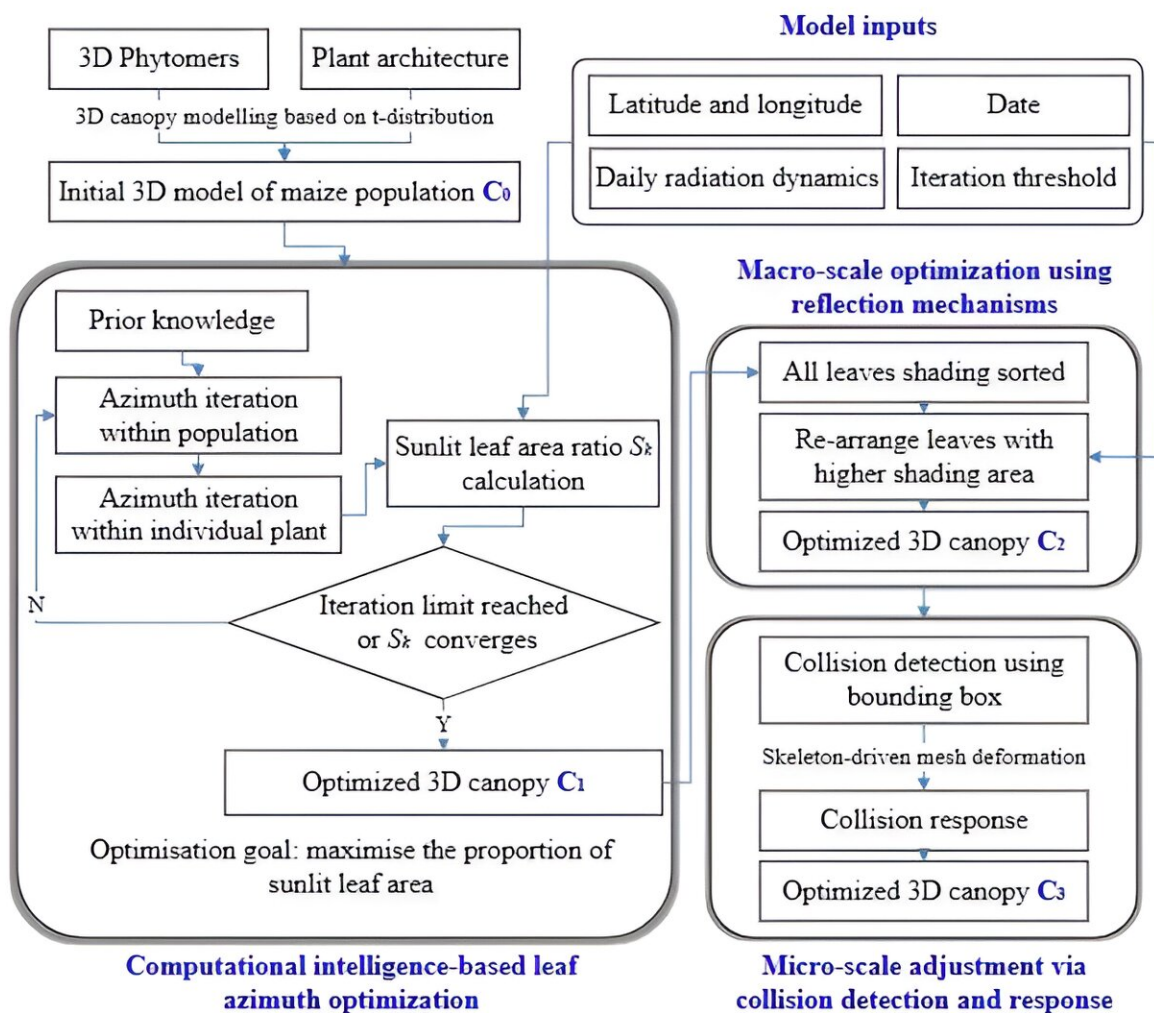 Model inputs
3D Phytomers
Plant architecture
3D canopy modelling based on t-distribution
Initial 3D model of maize population C0
Latitude and longitude
Date
Daily radiation dynamics
Iteration threshold
Prior knowledge
Azimuth iteration
within population
Azimuth iteration
within individual plant
Sunlit leaf area ratio Sk
calculation
Iteration limit reached
or Sk converges
N
Y
Optimized 3D canopy C1
Optimisation goal: maximise the proportion of
sunlit leaf area
Computational intelligence-based leaf
azimuth optimization
Macro-scale optimization using
reflection mechanisms
All leaves shading sorted
Re-arrange leaves with
higher shading area
Optimized 3D canopy C2
Collision detection using
bounding box
Skeleton-driven mesh deformation
Collision response
Optimized 3D canopy C3
Micro-scale adjustment via
collision detection and response